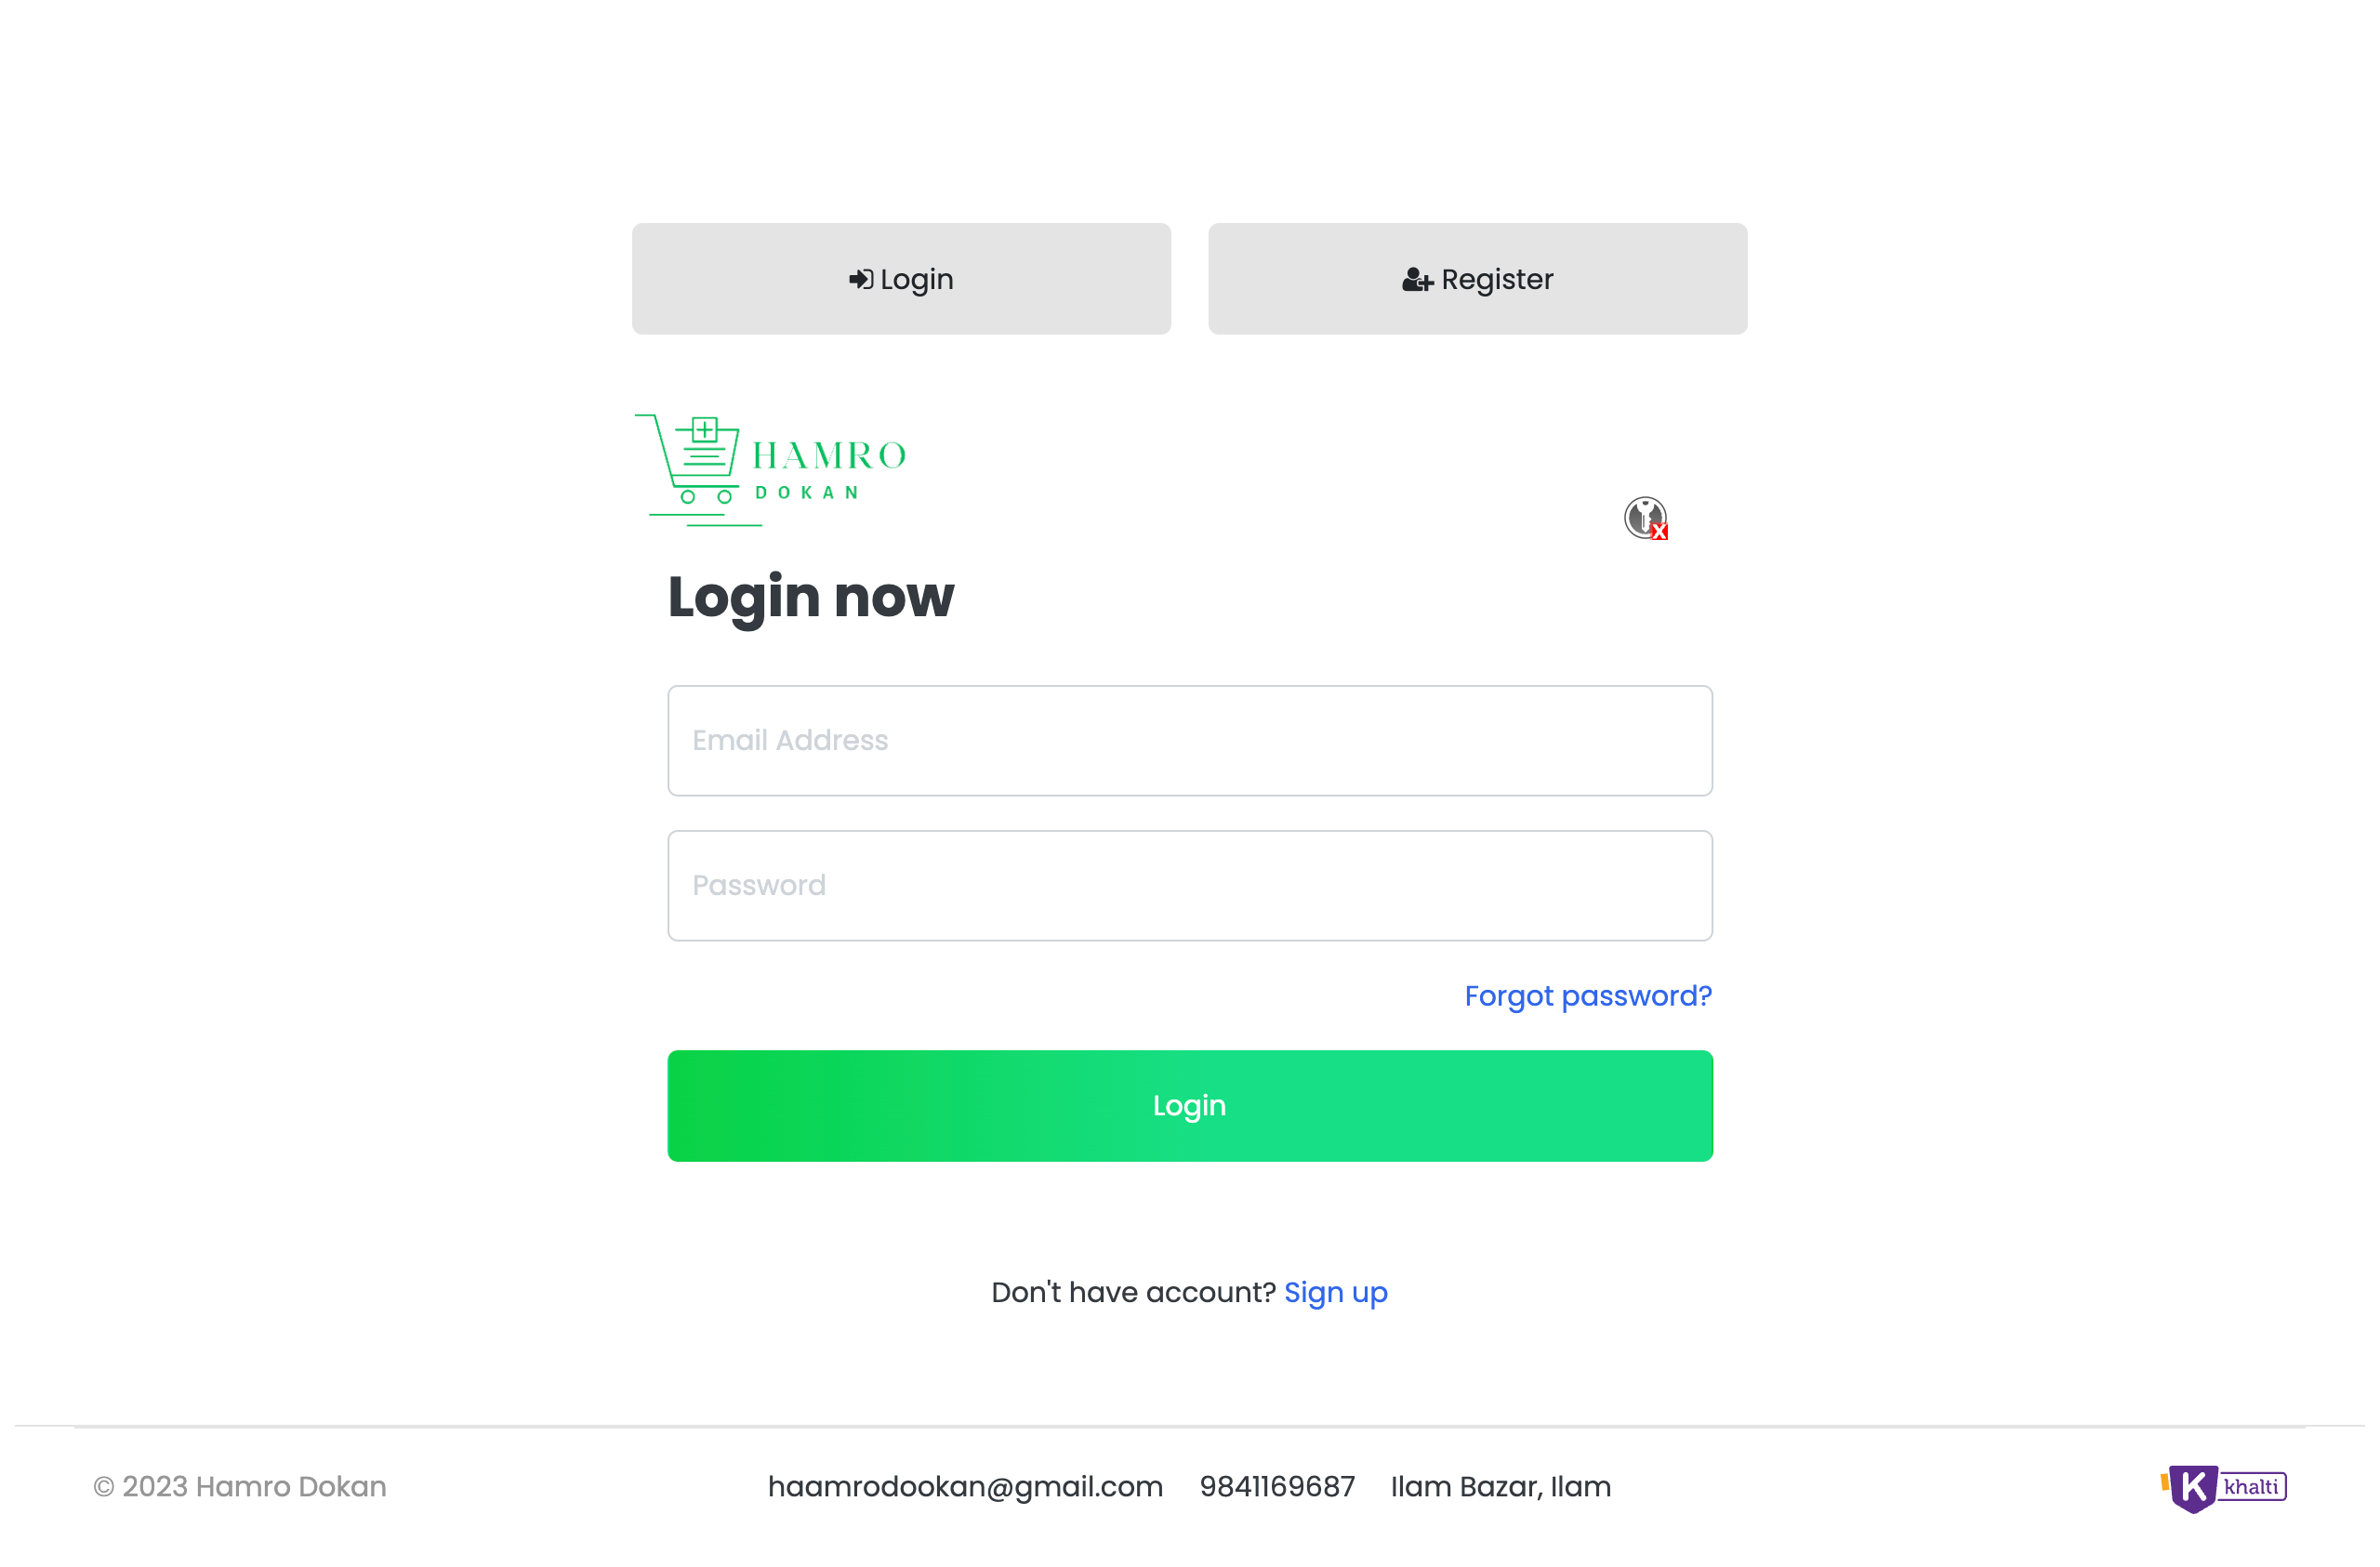 Login
Register
HAMRO
DOKAN
X
Login now
Email Address
Password
Forgot password?
Login
Don't have account? Sign up
© 2023 Hamro Dokan
haamrodookan@gmail.com 9841169687 Ilam Bazar, Ilam
K khalti